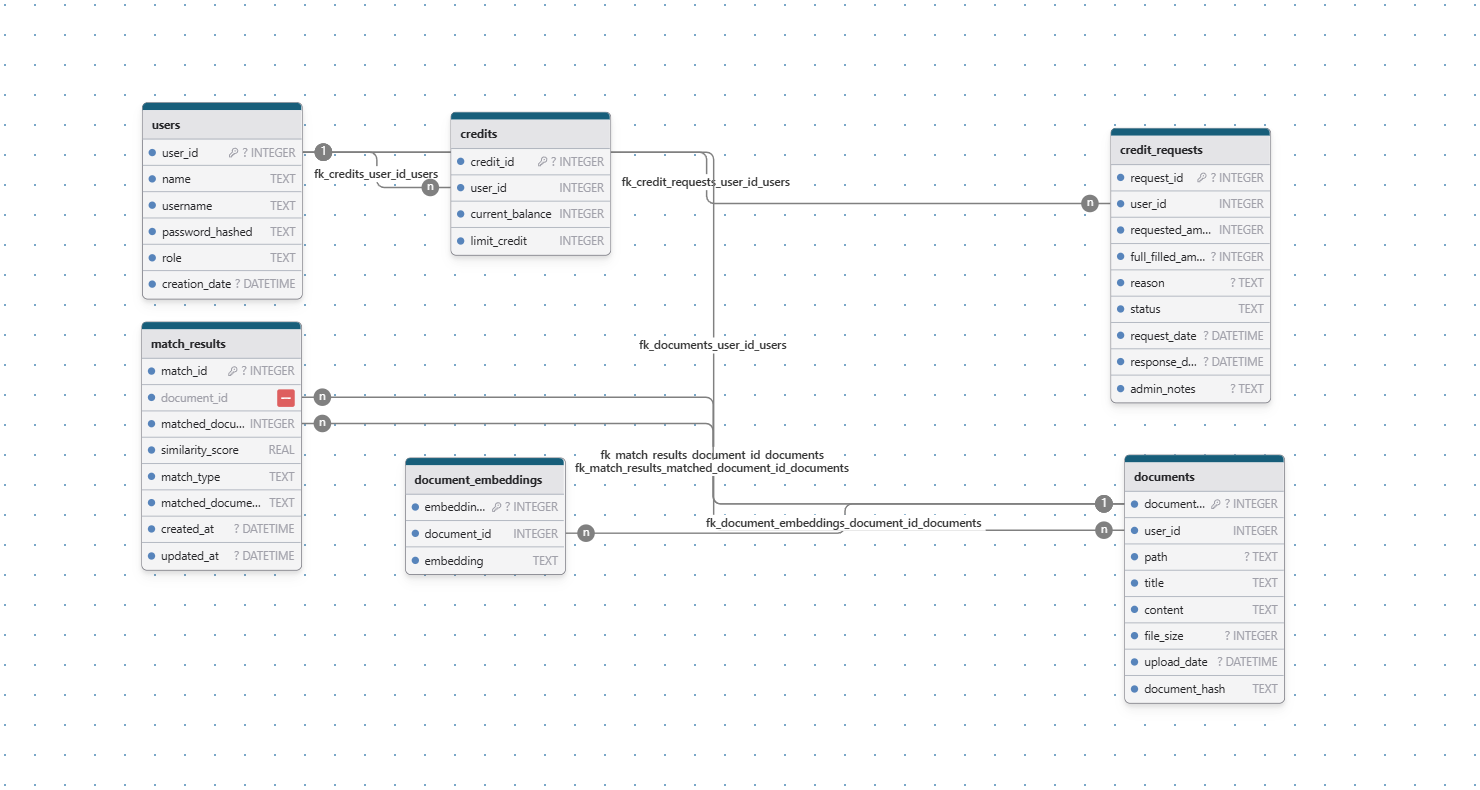 users
user_id ? INTEGER
name TEXT
username TEXT
password_hashed TEXT
role TEXT
creation_date ? DATETIME
1
fk_credits_user_id_users
n
credits
credit_id ? INTEGER
user_id INTEGER
current_balance INTEGER
limit_credit INTEGER
fk_credit_requests_user_id_users
n
credit_requests
request_id ? INTEGER
user_id INTEGER
requested_am... INTEGER
full_filled_am... ? INTEGER
reason ? TEXT
status TEXT
request_date ? DATETIME
response_d... ? DATETIME
admin_notes ? TEXT
fk_documents_user_id_users
match_results
match_id ? INTEGER
document_id
n
matched_docu... INTEGER
n
similarity_score REAL
match_type TEXT
matched_docume... TEXT
created_at ? DATETIME
updated_at ? DATETIME
fk_match_results_document_id_documents
fk_match_results_matched_document_id_documents
document_embeddings
embeddin... ? INTEGER
document_id INTEGER
n
embedding TEXT
fk_document_embeddings_document_id_documents
1
n
documents
document... ? INTEGER
user_id INTEGER
path ? TEXT
title TEXT
content TEXT
file_size ? INTEGER
upload_date ? DATETIME
document_hash TEXT